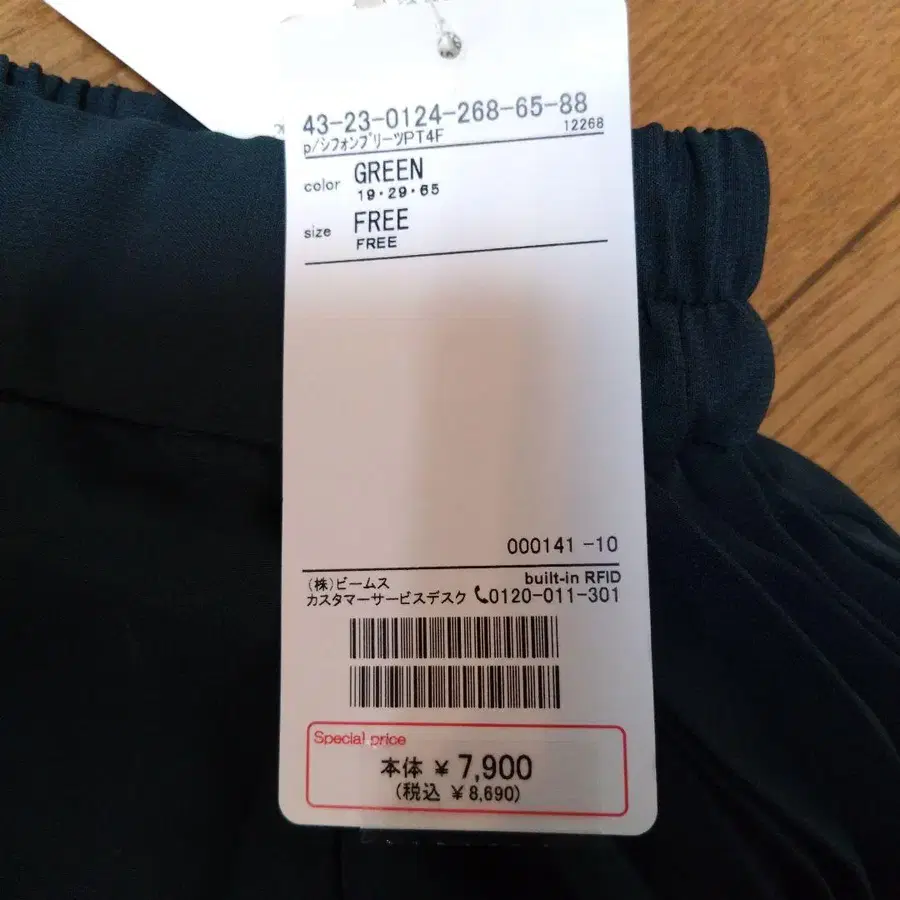 43-23-0124-268-65-88
p/シフォンプリーツPT4F 12268
color GREEN
19・29・65
size FREE
FREE
000141 -10
(株)ビームス built-in RFID
カスタマーサービスデスク 0120-011-301
Special price
本体 ¥ 7,900
(税込 ¥ 8,690)